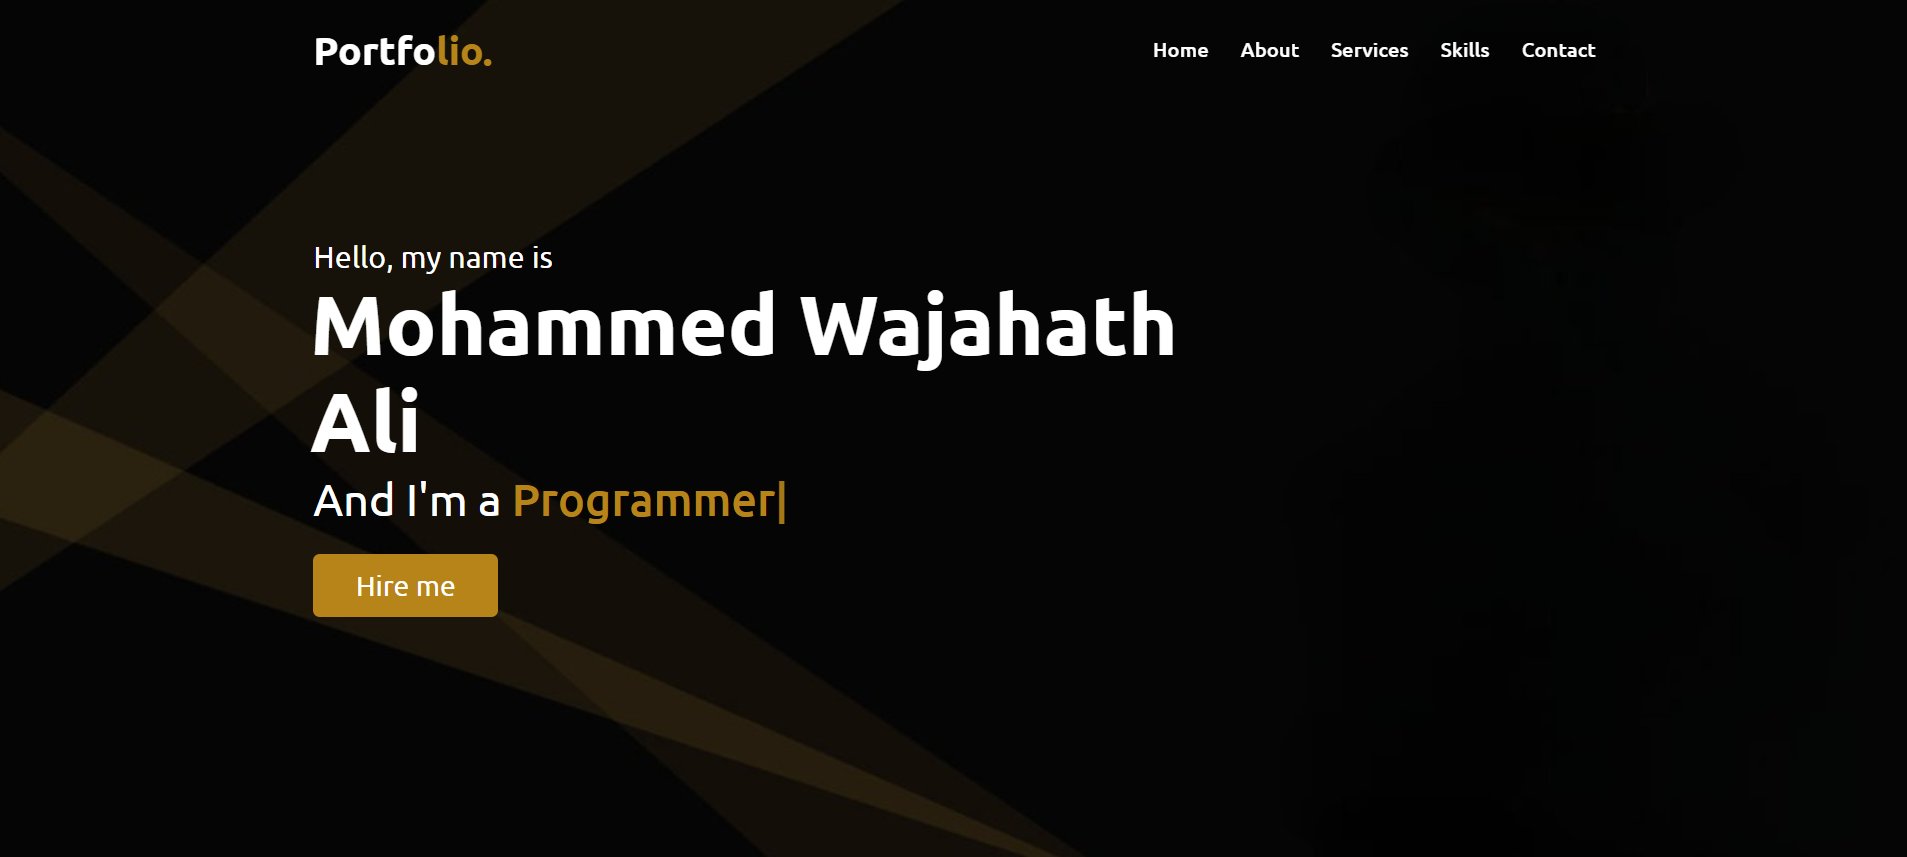 Portfolio.
Home About Services Skills Contact
Hello, my name is
Mohammed Wajahath
Ali
And I'm a Programmer|
Hire me